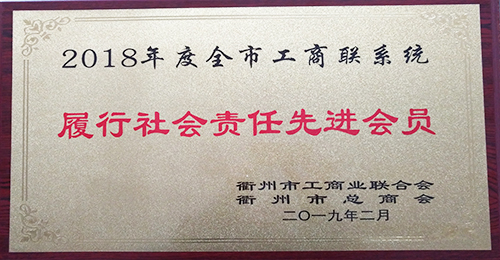 2018年度全市工商联系统
履行社会责任先进会员
衢州市工商业联合会
衢州市总商会
二〇一九年二月